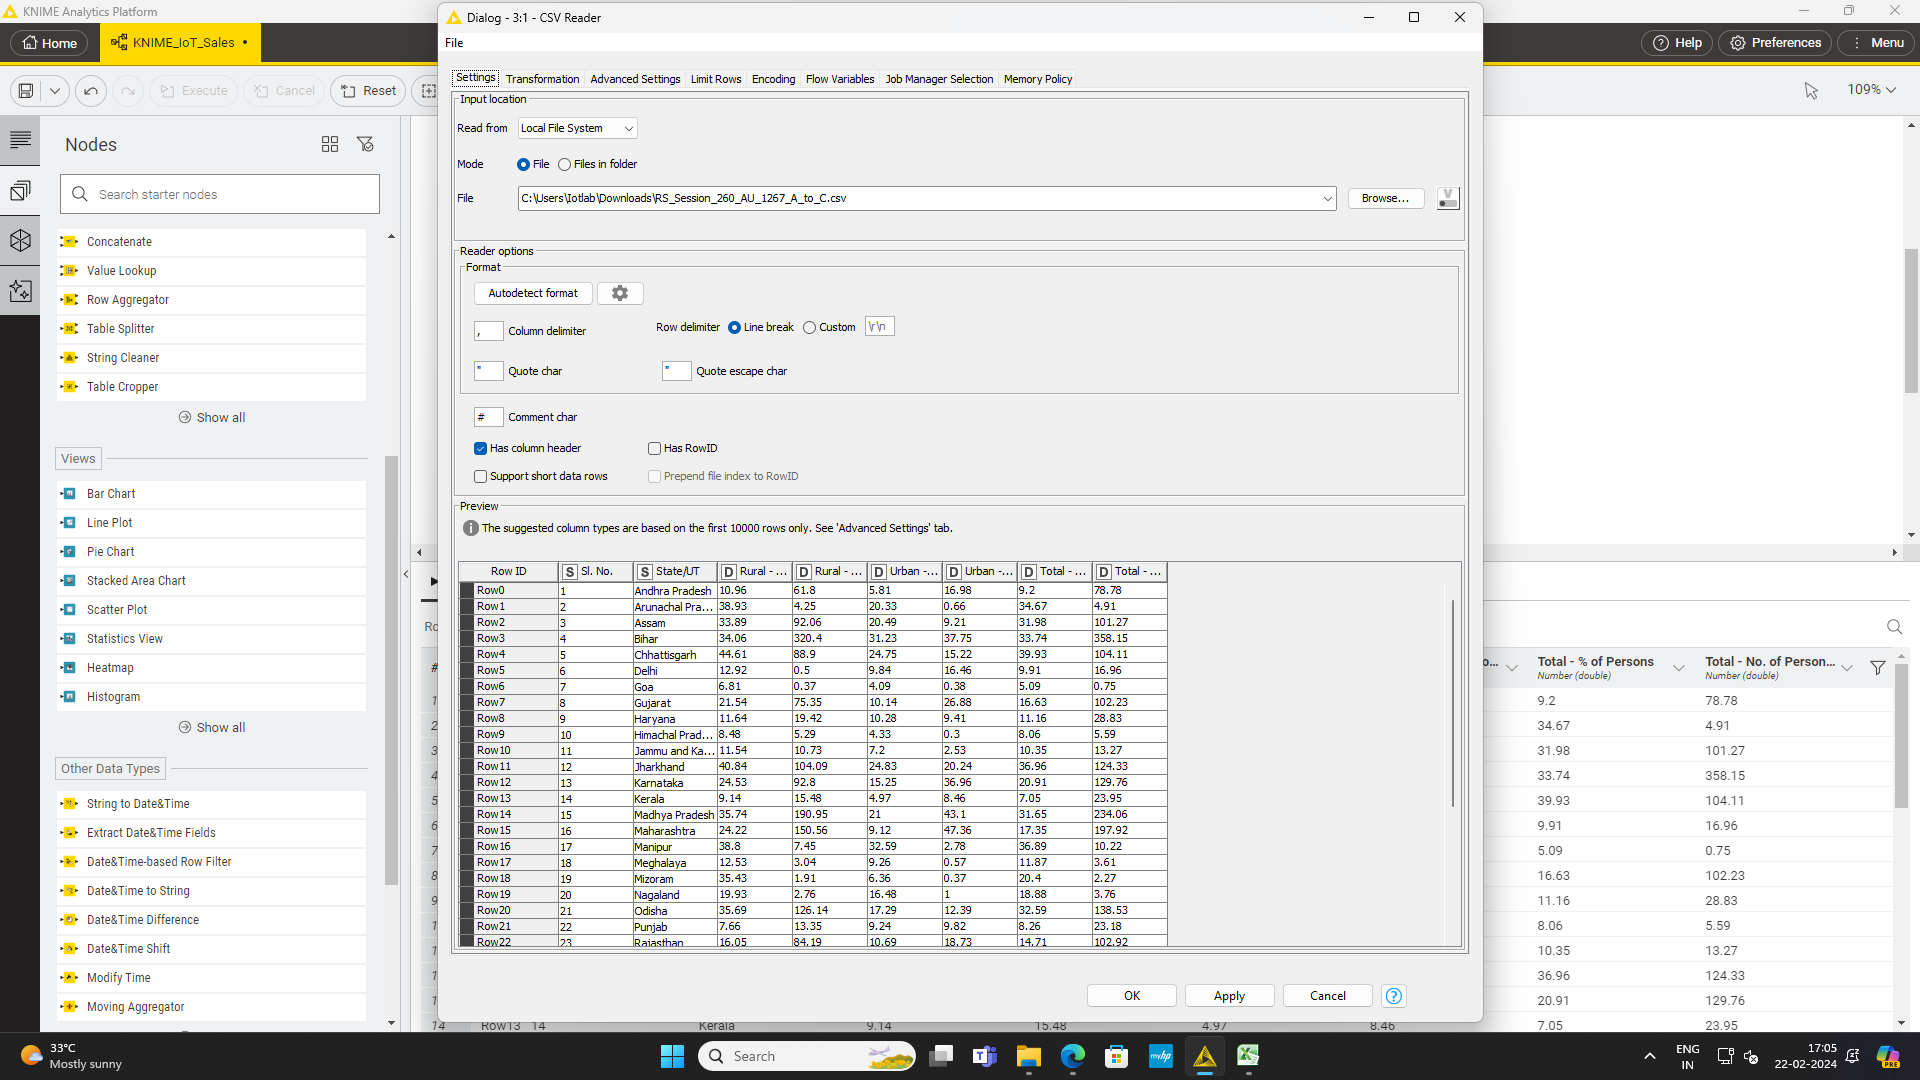 KNIME Analytics Platform
Home
KNIME_IoT_Sales •
Help
Preferences
Menu
Execute
Cancel
Reset
109%
Nodes
Search starter nodes
Concatenate
Value Lookup
Row Aggregator
Table Splitter
String Cleaner
Table Cropper
Show all
Views
Bar Chart
Line Plot
Pie Chart
Stacked Area Chart
Scatter Plot
Statistics View
Heatmap
Histogram
Show all
Other Data Types
String to Date&Time
Extract Date&Time Fields
Date&Time-based Row Filter
Date&Time to String
Date&Time Difference
Date&Time Shift
Modify Time
Moving Aggregator
Dialog - 3:1 - CSV Reader
File
Settings Transformation Advanced Settings Limit Rows Encoding Flow Variables Job Manager Selection Memory Policy
Input location
Read from Local File System
Mode File Files in folder
File C:\Users\Iotlab\Downloads\RS_Session_260_AU_1267_A_to_C.csv Browse...
Reader options
Format
Autodetect format
, Column delimiter Row delimiter Line break Custom \r\n
" Quote char " Quote escape char
# Comment char
Has column header Has RowID
Support short data rows Prepend file index to RowID
Preview
The suggested column types are based on the first 10000 rows only. See 'Advanced Settings' tab.
Row ID S Sl. No. S State/UT D Rural - ... D Rural - ... D Urban -... D Urban -... D Total - ... D Total - ...
Row0 1 Andhra Pradesh 10.96 61.8 5.81 16.98 9.2 78.78
Row1 2 Arunachal Pra... 38.93 4.25 20.33 0.66 34.67 4.91
Row2 3 Assam 33.89 92.06 20.49 9.21 31.98 101.27
Row3 4 Bihar 34.06 320.4 31.23 37.75 33.74 358.15
Row4 5 Chhattisgarh 44.61 88.9 24.75 15.22 39.93 104.11
Row5 6 Delhi 12.92 0.5 9.84 16.46 9.91 16.96
Row6 7 Goa 6.81 0.37 4.09 0.38 5.09 0.75
Row7 8 Gujarat 21.54 75.35 10.14 26.88 16.63 102.23
Row8 9 Haryana 11.64 19.42 10.28 9.41 11.16 28.83
Row9 10 Himachal Prad... 8.48 5.29 4.33 0.3 8.06 5.59
Row10 11 Jammu and Ka... 11.54 10.73 7.2 2.53 10.35 13.27
Row11 12 Jharkhand 40.84 104.09 24.83 20.24 36.96 124.33
Row12 13 Karnataka 24.53 92.8 15.25 36.96 20.91 129.76
Row13 14 Kerala 9.14 15.48 4.97 8.46 7.05 23.95
Row14 15 Madhya Pradesh 35.74 190.95 21 43.1 31.65 234.06
Row15 16 Maharashtra 24.22 150.56 9.12 47.36 17.35 197.92
Row16 17 Manipur 38.8 7.45 32.59 2.78 36.89 10.22
Row17 18 Meghalaya 12.53 3.04 9.26 0.57 11.87 3.61
Row18 19 Mizoram 35.43 1.91 6.36 0.37 20.4 2.27
Row19 20 Nagaland 19.93 2.76 16.48 1 18.88 3.76
Row20 21 Odisha 35.69 126.14 17.29 12.39 32.59 138.53
Row21 22 Punjab 7.66 13.35 9.24 9.82 8.26 23.18
Row22 23 Rajasthan 16.05 84.19 10.69 18.73 14.71 102.92
OK Apply Cancel
Total - % of Persons Total - No. of Person...
Number (double) Number (double)
9.2 78.78
34.67 4.91
31.98 101.27
33.74 358.15
39.93 104.11
9.91 16.96
5.09 0.75
16.63 102.23
11.16 28.83
8.06 5.59
10.35 13.27
36.96 124.33
20.91 129.76
7.05 23.95
14 Row13 14 Kerala 9.14 15.48 4.97 8.46
33°C
Mostly sunny
Search
myhp
ENG
IN
17:05
22-02-2024
PRE